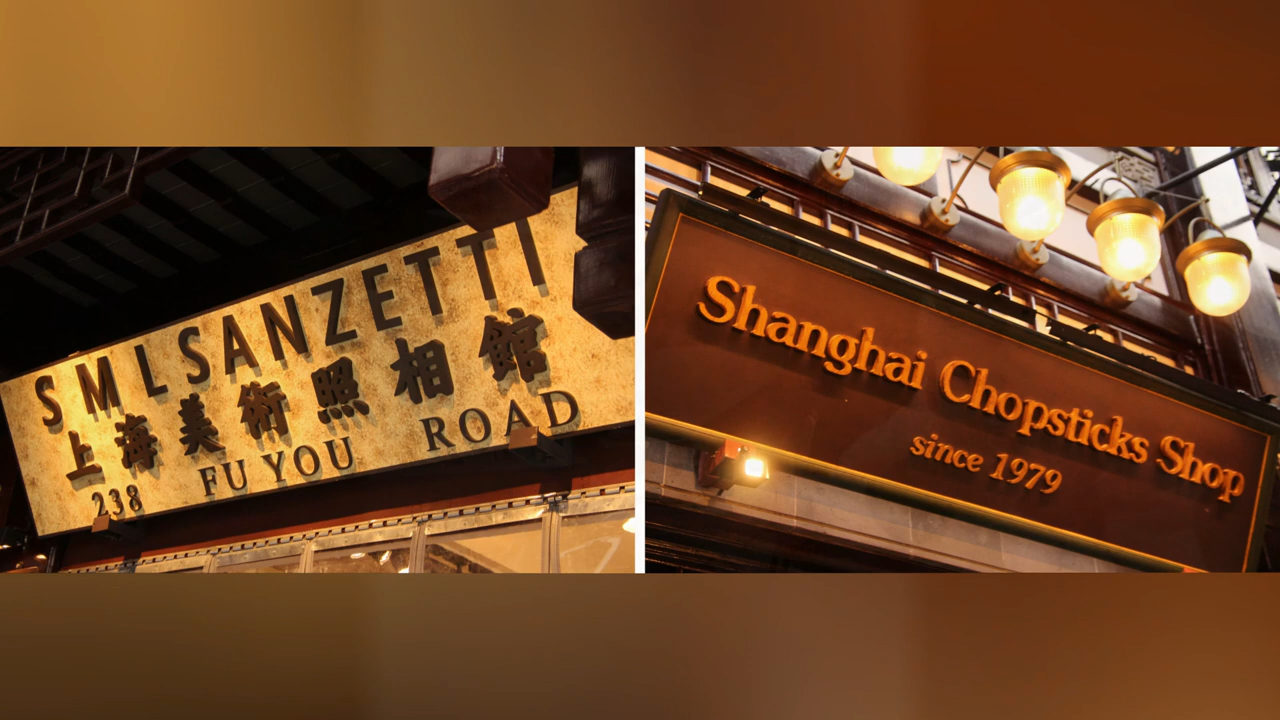 SMLSANZETTI
上海美術照相館
238 FU YOU ROAD
Shanghai Chopsticks Shop
since 1979